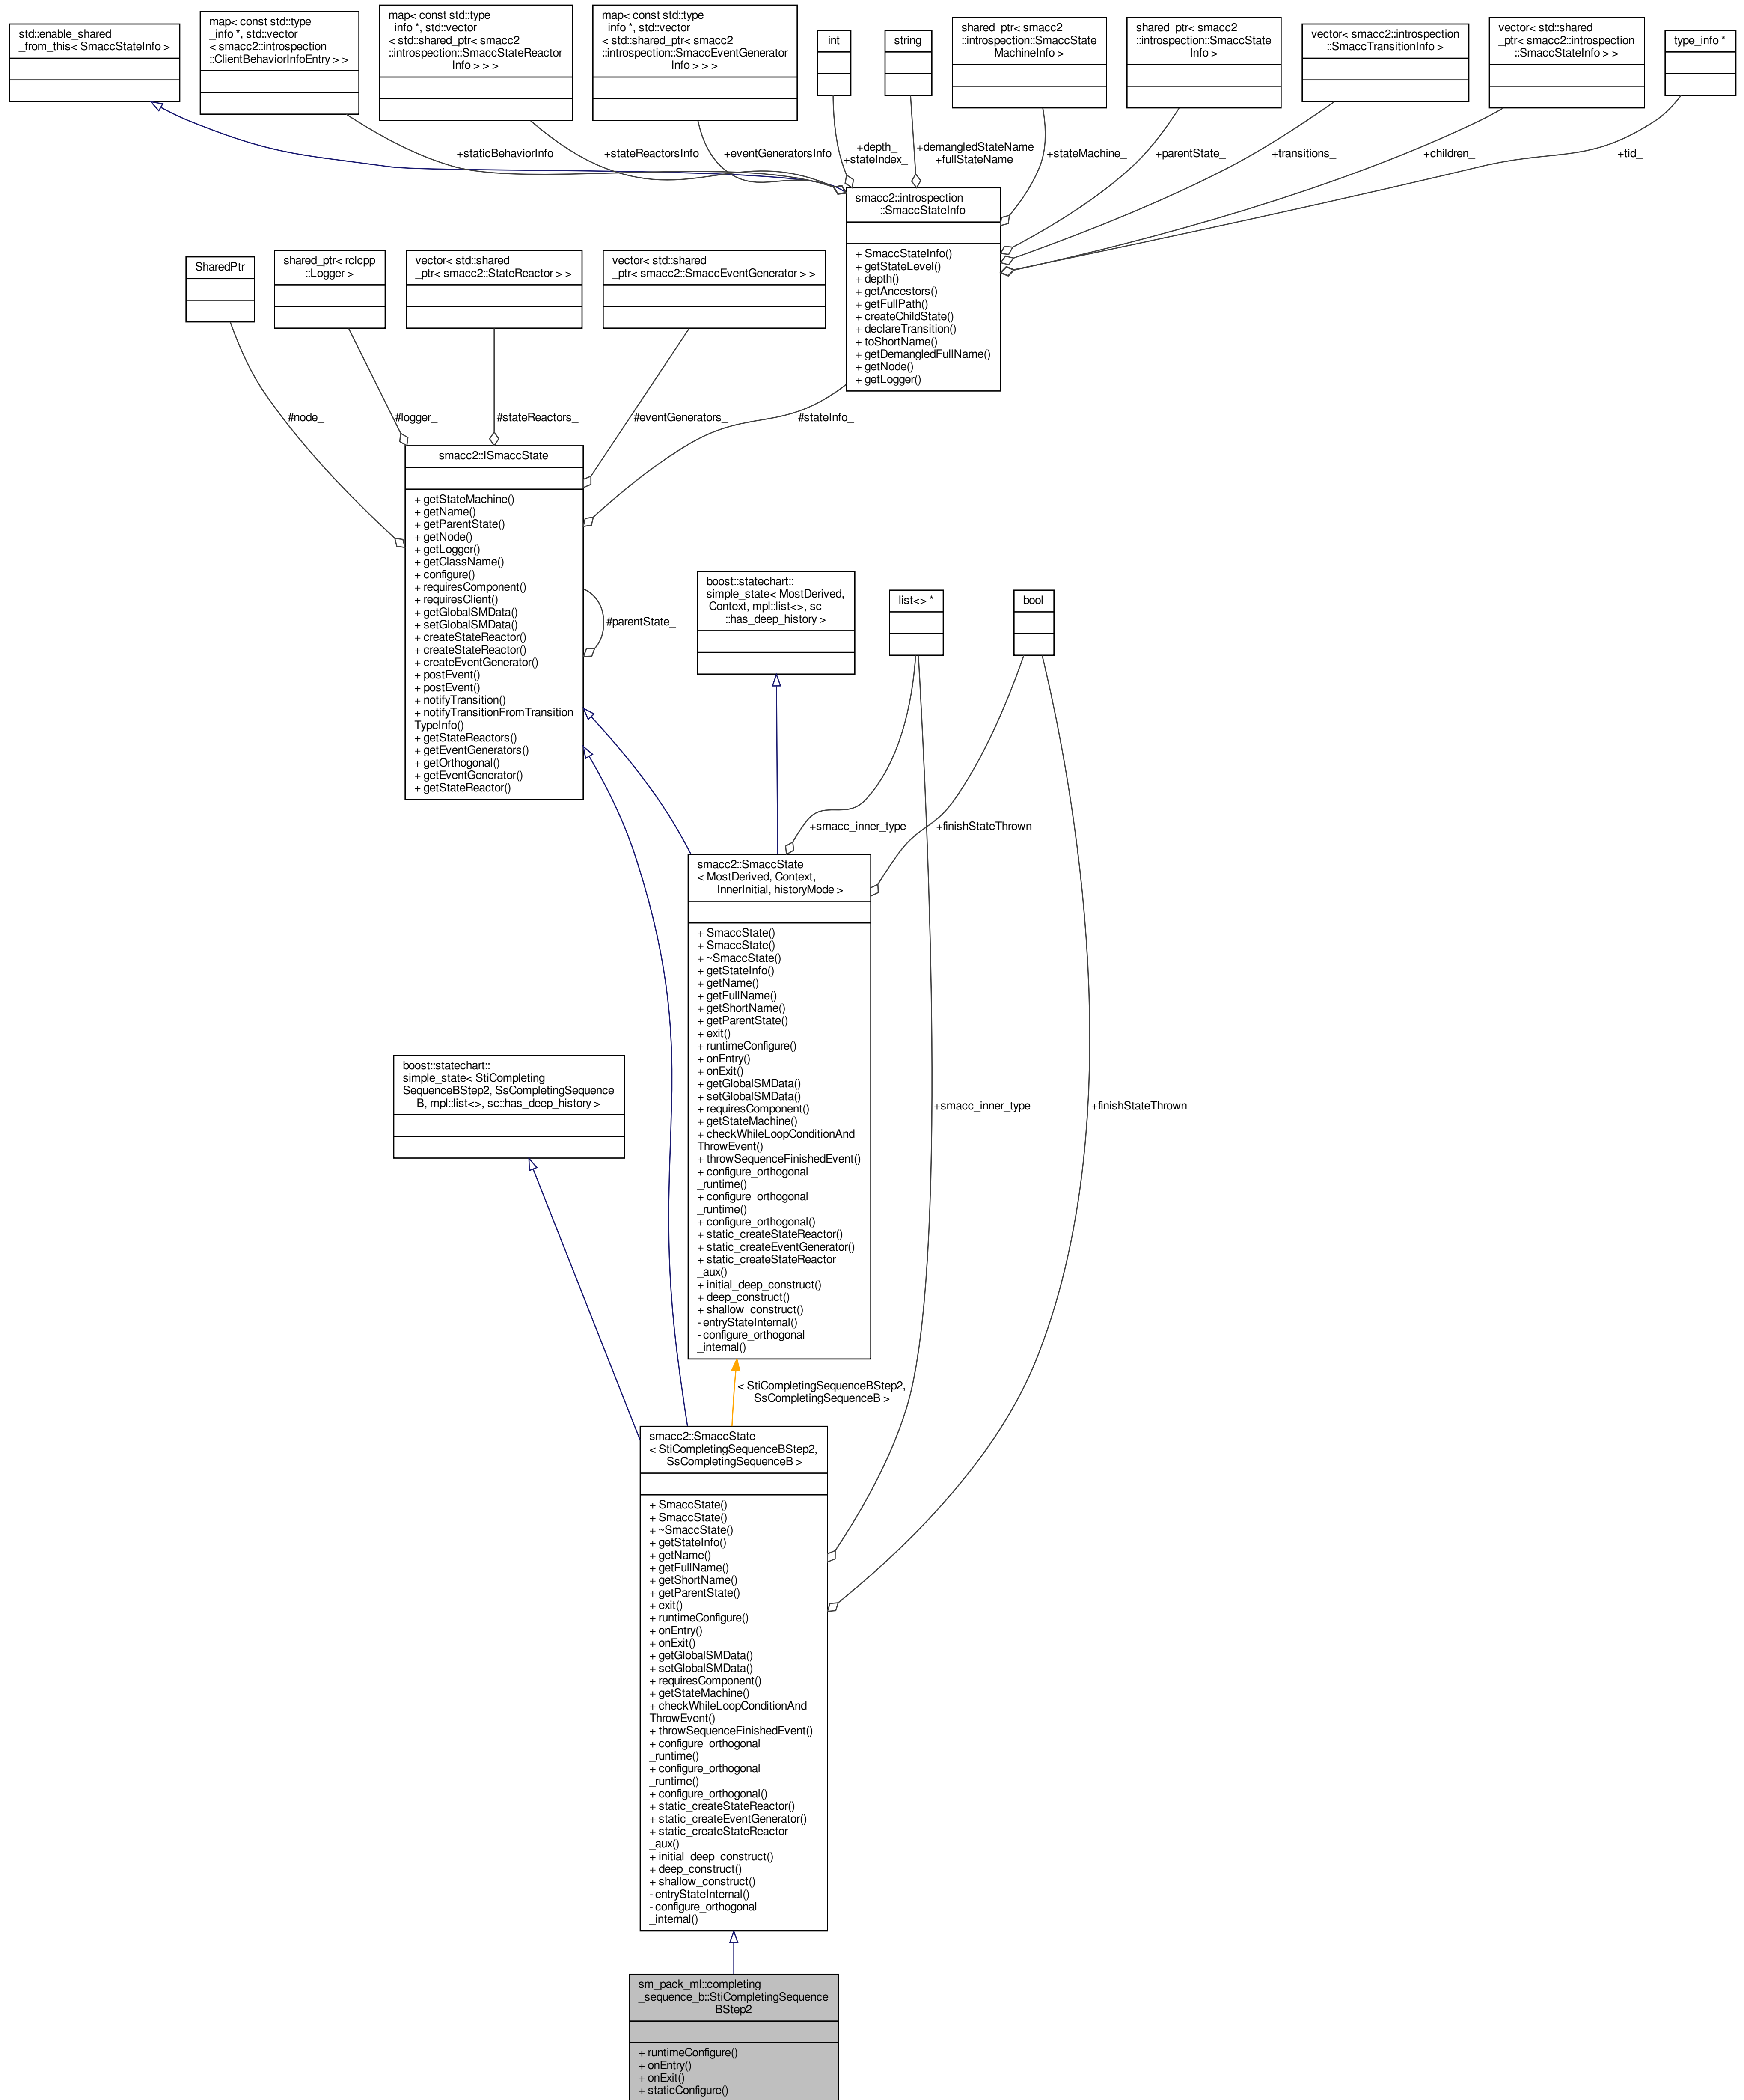 std::enable_shared
_from_this< SmaccStateInfo >
map< const std::type
_info *, std::vector
< smacc2::introspection
::ClientBehaviorInfoEntry > >
map< const std::type
_info *, std::vector
< std::shared_ptr< smacc2
::introspection::SmaccStateReactor
Info > > >
map< const std::type
_info *, std::vector
< std::shared_ptr< smacc2
::introspection::SmaccEventGenerator
Info > > >
int
string
shared_ptr< smacc2
::introspection::SmaccState
MachineInfo >
shared_ptr< smacc2
::introspection::SmaccState
Info >
vector< smacc2::introspection
::SmaccTransitionInfo >
vector< std::shared
_ptr< smacc2::introspection
::SmaccStateInfo > >
type_info *
+staticBehaviorInfo
+stateReactorsInfo
+eventGeneratorsInfo
+depth_
+stateIndex_
+demangledStateName
+fullStateName
+stateMachine_
+parentState_
+transitions_
+children_
+tid_
smacc2::introspection
::SmaccStateInfo
+ SmaccStateInfo()
+ getStateLevel()
+ depth()
+ getAncestors()
+ getFullPath()
+ createChildState()
+ declareTransition()
+ toShortName()
+ getDemangledFullName()
+ getNode()
+ getLogger()
SharedPtr
shared_ptr< rclcpp
::Logger >
vector< std::shared
_ptr< smacc2::StateReactor > >
vector< std::shared
_ptr< smacc2::SmaccEventGenerator > >
#node_
#logger_
#stateReactors_
#eventGenerators_
#stateInfo_
smacc2::ISmaccState
+ getStateMachine()
+ getName()
+ getParentState()
+ getNode()
+ getLogger()
+ getClassName()
+ configure()
+ requiresComponent()
+ requiresClient()
+ getGlobalSMData()
+ setGlobalSMData()
+ createStateReactor()
+ createStateReactor()
+ createEventGenerator()
+ postEvent()
+ postEvent()
+ notifyTransition()
+ notifyTransitionFromTransition
TypeInfo()
+ getStateReactors()
+ getEventGenerators()
+ getOrthogonal()
+ getEventGenerator()
+ getStateReactor()
#parentState_
boost::statechart::
simple_state< MostDerived,
Context, mpl::list<>, sc
::has_deep_history >
list<> *
bool
+smacc_inner_type
+finishStateThrown
smacc2::SmaccState
< MostDerived, Context,
InnerInitial, historyMode >
+ SmaccState()
+ SmaccState()
+ ~SmaccState()
+ getStateInfo()
+ getName()
+ getFullName()
+ getShortName()
+ getParentState()
+ exit()
+ runtimeConfigure()
+ onEntry()
+ onExit()
+ getGlobalSMData()
+ setGlobalSMData()
+ requiresComponent()
+ getStateMachine()
+ checkWhileLoopConditionAnd
ThrowEvent()
+ throwSequenceFinishedEvent()
+ configure_orthogonal
_runtime()
+ configure_orthogonal
_runtime()
+ configure_orthogonal()
+ static_createStateReactor()
+ static_createEventGenerator()
+ static_createStateReactor
_aux()
+ initial_deep_construct()
+ deep_construct()
+ shallow_construct()
- entryStateInternal()
- configure_orthogonal
_internal()
boost::statechart::
simple_state< StiCompleting
SequenceBStep2, SsCompletingSequence
B, mpl::list<>, sc::has_deep_history >
+smacc_inner_type
+finishStateThrown
< StiCompletingSequenceBStep2,
SsCompletingSequenceB >
smacc2::SmaccState
< StiCompletingSequenceBStep2,
SsCompletingSequenceB >
+ SmaccState()
+ SmaccState()
+ ~SmaccState()
+ getStateInfo()
+ getName()
+ getFullName()
+ getShortName()
+ getParentState()
+ exit()
+ runtimeConfigure()
+ onEntry()
+ onExit()
+ getGlobalSMData()
+ setGlobalSMData()
+ requiresComponent()
+ getStateMachine()
+ checkWhileLoopConditionAnd
ThrowEvent()
+ throwSequenceFinishedEvent()
+ configure_orthogonal
_runtime()
+ configure_orthogonal
_runtime()
+ configure_orthogonal()
+ static_createStateReactor()
+ static_createEventGenerator()
+ static_createStateReactor
_aux()
+ initial_deep_construct()
+ deep_construct()
+ shallow_construct()
- entryStateInternal()
- configure_orthogonal
_internal()
sm_pack_ml::completing
_sequence_b::StiCompletingSequence
BStep2
+ runtimeConfigure()
+ onEntry()
+ onExit()
+ staticConfigure()